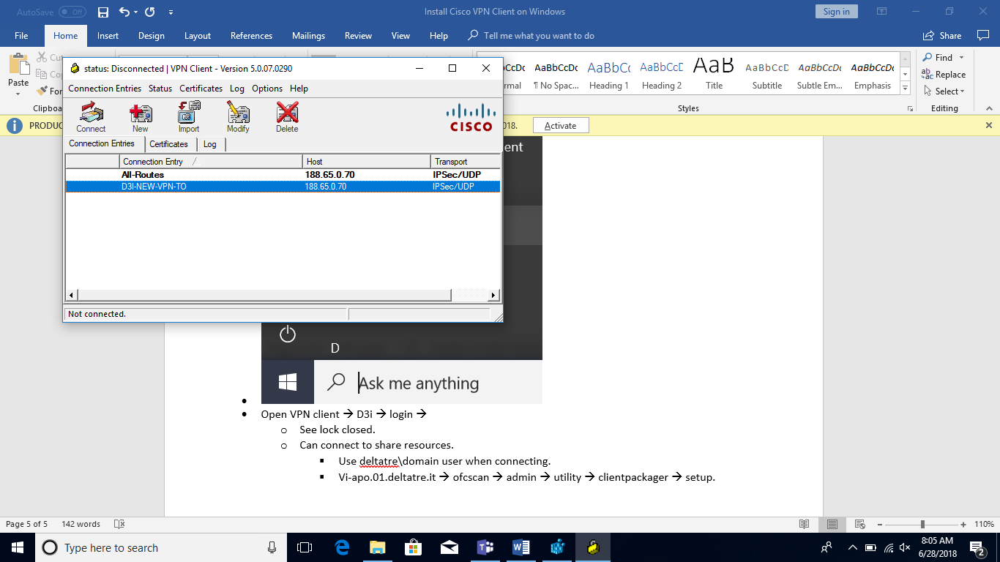 AutoSave Off
Install Cisco VPN Client on Windows
Sign in
File Home Insert Design Layout References Mailings Review View Help Tell me what you want to do Share
Paste
Cu
Co
For
Clipboa
CcDc AaBbCcDc AaBbCc AaBbCcD AaB AaBbCcD AaBbCcDc AaBbCcDc
rmal ¶ No Spac... Heading 1 Heading 2 Title Subtitle Subtle Em... Emphasis
Styles
Find
Replace
Select
Editing
PRODUC
018.
Activate
status: Disconnected | VPN Client - Version 5.0.07.0290
Connection Entries Status Certificates Log Options Help
Connect New Import Modify Delete
CISCO
Connection Entries Certificates Log
Connection Entry Host Transport
All-Routes 188.65.0.70 IPSec/UDP
D3I-NEW-VPN-TO 188.65.0.70 IPSec/UDP
Not connected.
ent
D
Ask me anything
• 
• Open VPN client → D3i → login →
o See lock closed.
o Can connect to share resources.
▪ Use deltatre\domain user when connecting.
▪ Vi-apo.01.deltatre.it → ofcscan → admin → utility → clientpackager → setup.
Page 5 of 5 142 words
110%
Type here to search
8:05 AM
6/28/2018
2